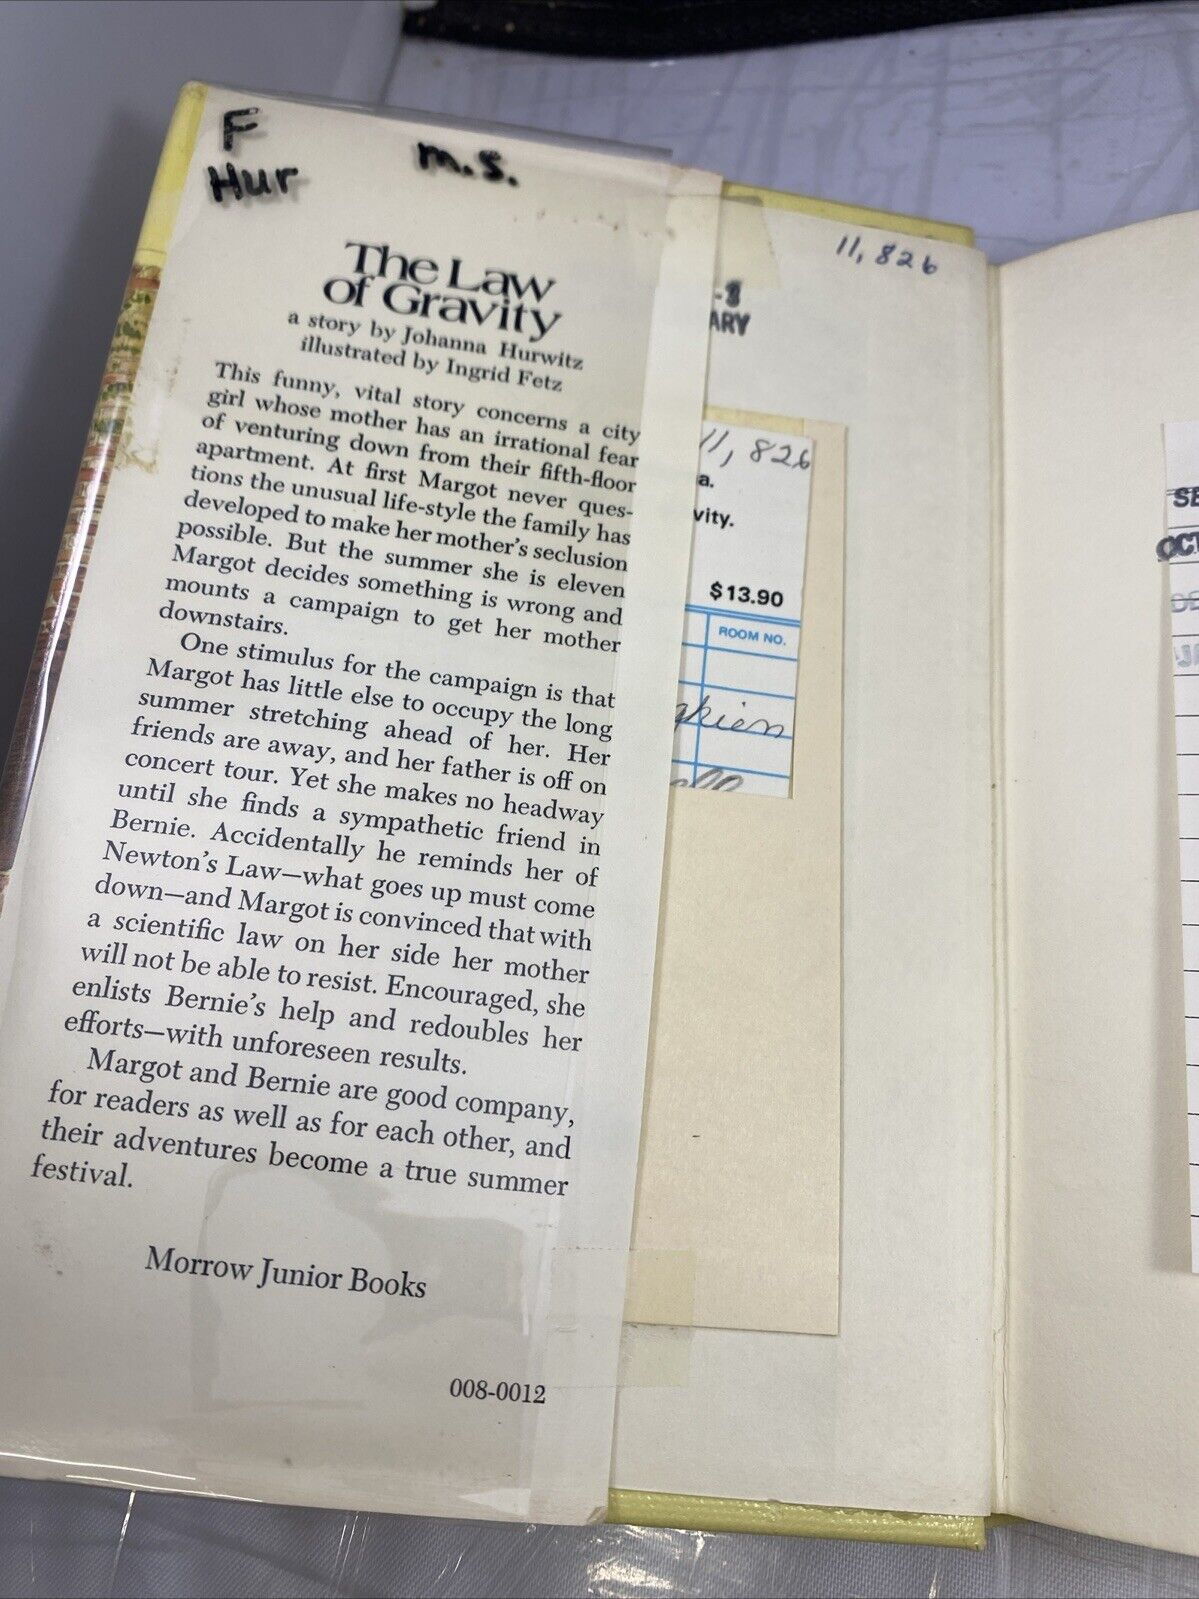 F
Hur
m.s.
The Law
of Gravity
a story by Johanna Hurwitz
illustrated by Ingrid Fetz
This funny, vital story concerns a city
girl whose mother has an irrational fear
of venturing down from their fifth-floor
apartment. At first Margot never ques-
tions the unusual life-style the family has
developed to make her mother's seclusion
possible. But the summer she is eleven
Margot decides something is wrong and
mounts a campaign to get her mother
downstairs.
One stimulus for the campaign is that
Margot has little else to occupy the long
summer stretching ahead of her. Her
friends are away, and her father is off on
concert tour. Yet she makes no headway
until she finds a sympathetic friend in
Bernie. Accidentally he reminds her of
Newton's Law—what goes up must come
down—and Margot is convinced that with
a scientific law on her side her mother
will not be able to resist. Encouraged, she
enlists Bernie's help and redoubles her
efforts—with unforeseen results.
Margot and Bernie are good company,
for readers as well as for each other, and
their adventures become a true summer
festival.
Morrow Junior Books
008-0012
11,826
-8
ARY
11,826
a.
vity.
$13.90
ROOM NO.
SE
OCT